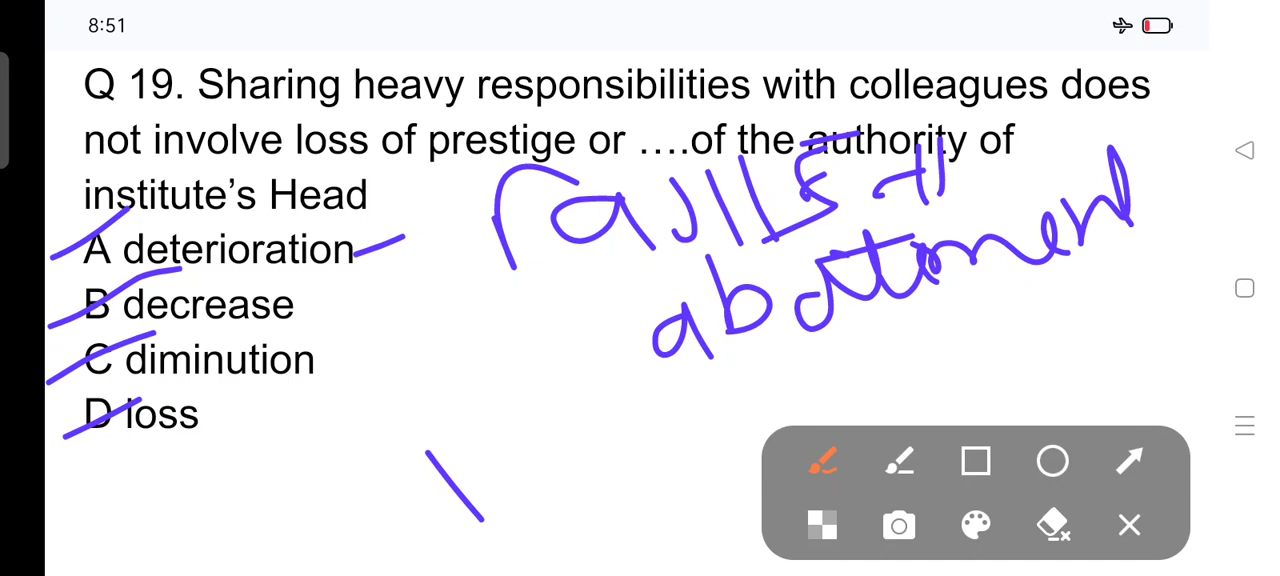 8:51
Q 19. Sharing heavy responsibilities with colleagues does
not involve loss of prestige or ....of the authority of
institute's Head
A deterioration
B decrease
C diminution
D loss